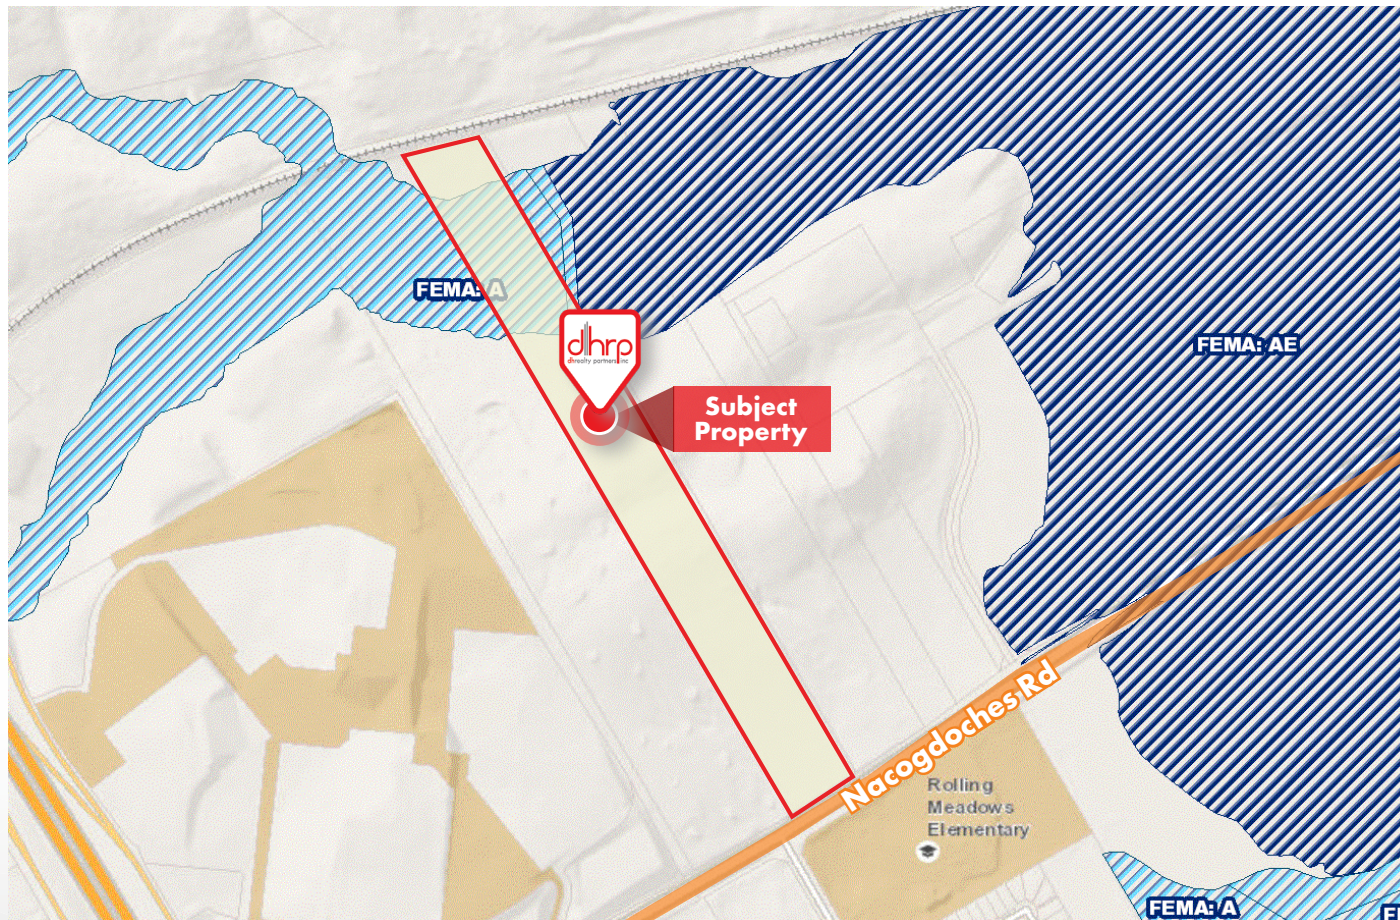 FEMA: A
dhrp
dhrealty partners inc
FEMA: AE
Subject
Property
Nacogdoches Rd
Rolling
Meadows
Elementary
FEMA: A